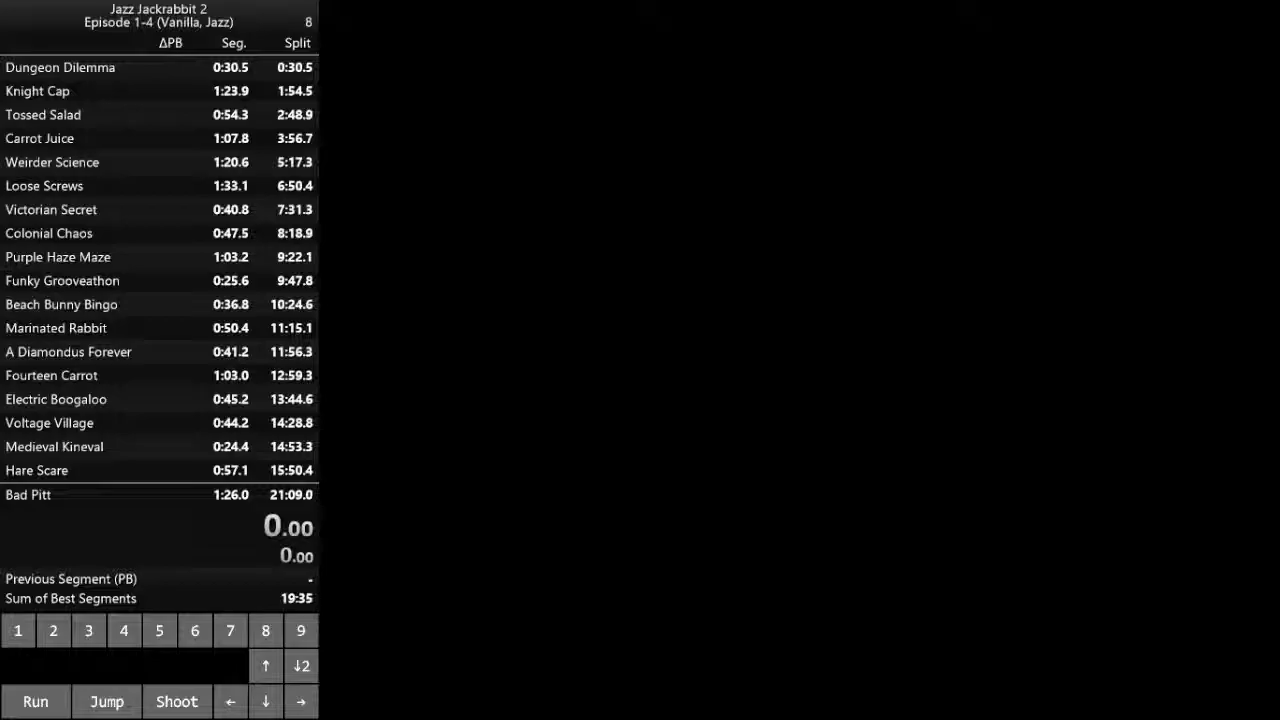 Jazz Jackrabbit 2
Episode 1-4 (Vanilla, Jazz) 8
ΔPB Seg. Split
Dungeon Dilemma 0:30.5 0:30.5
Knight Cap 1:23.9 1:54.5
Tossed Salad 0:54.3 2:48.9
Carrot Juice 1:07.8 3:56.7
Weirder Science 1:20.6 5:17.3
Loose Screws 1:33.1 6:50.4
Victorian Secret 0:40.8 7:31.3
Colonial Chaos 0:47.5 8:18.9
Purple Haze Maze 1:03.2 9:22.1
Funky Grooveathon 0:25.6 9:47.8
Beach Bunny Bingo 0:36.8 10:24.6
Marinated Rabbit 0:50.4 11:15.1
A Diamondus Forever 0:41.2 11:56.3
Fourteen Carrot 1:03.0 12:59.3
Electric Boogaloo 0:45.2 13:44.6
Voltage Village 0:44.2 14:28.8
Medieval Kineval 0:24.4 14:53.3
Hare Scare 0:57.1 15:50.4
Bad Pitt 1:26.0 21:09.0
0.00
0.00
Previous Segment (PB) -
Sum of Best Segments 19:35
1 2 3 4 5 6 7 8 9
↑ ↓2
Run Jump Shoot ← ↓ →